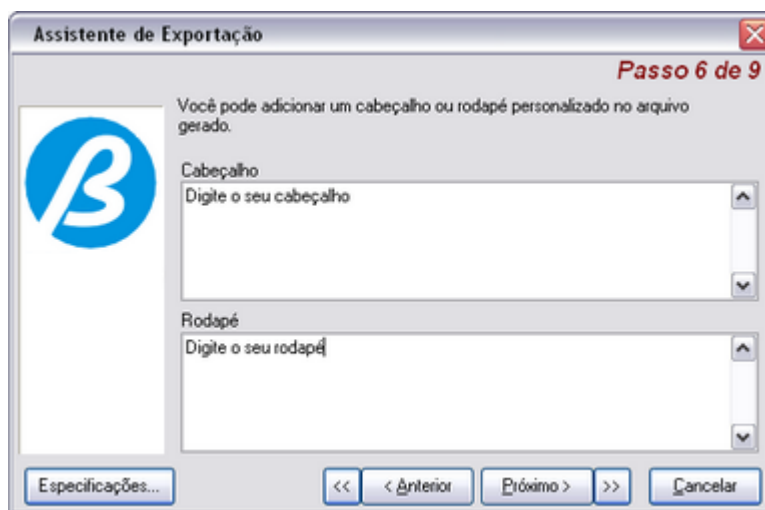 Assistente de Exportação
Passo 6 de 9
Você pode adicionar um cabeçalho ou rodapé personalizado no arquivo
gerado.
Cabeçalho
Digite o seu cabeçalho
Rodapé
Digite o seu rodapé
Especificações... << < Anterior Próximo > >> Cancelar